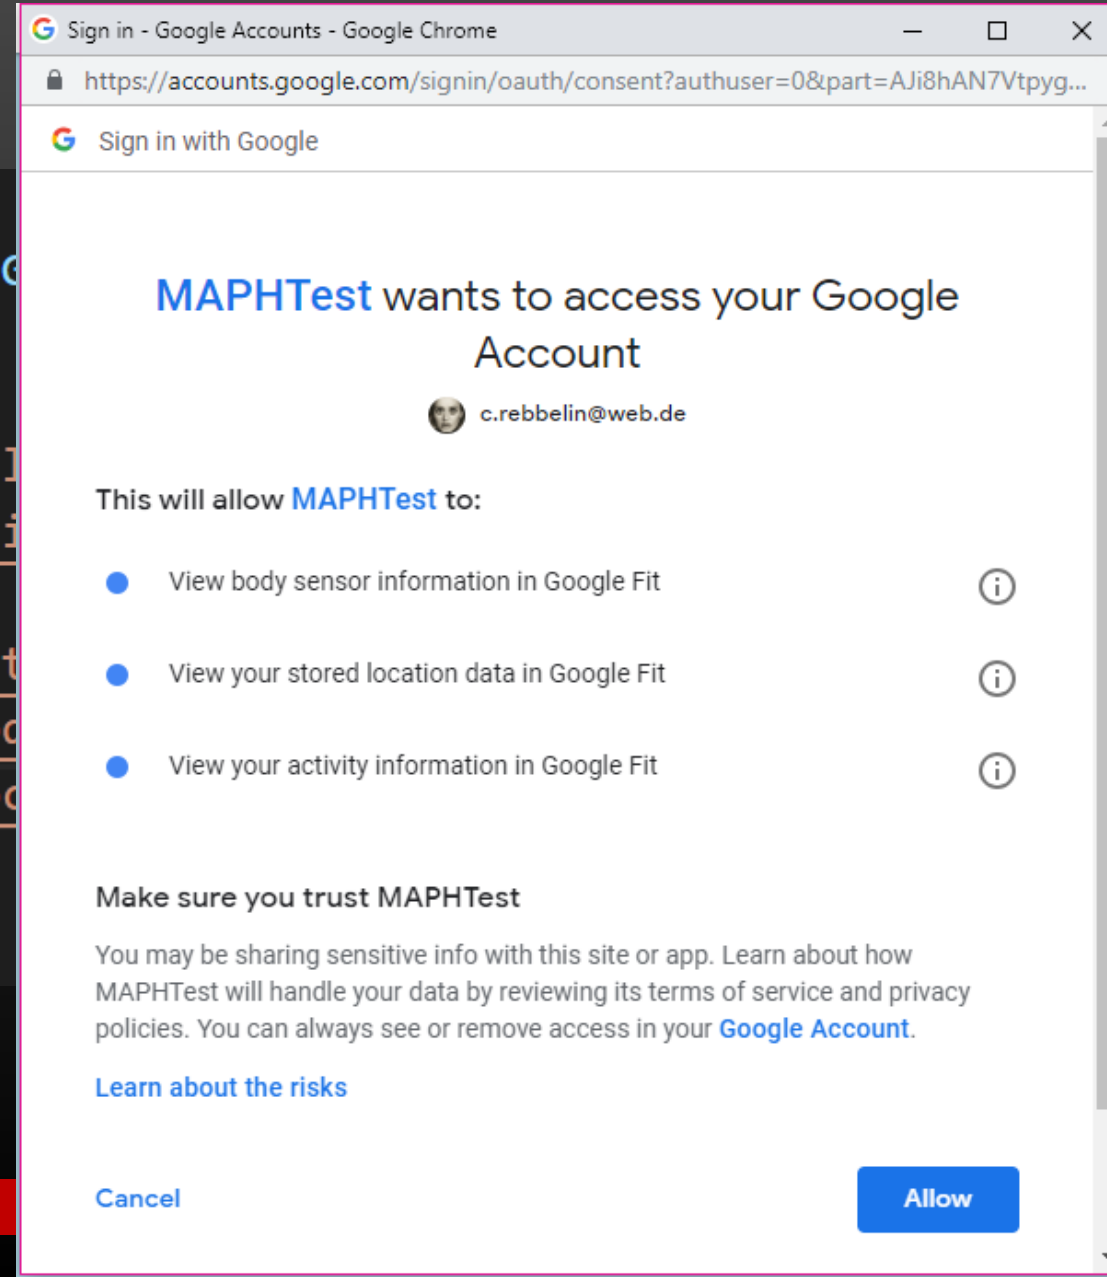 Sign in - Google Accounts - Google Chrome
https://accounts.google.com/signin/oauth/consent?authuser=0&part=AJi8hAN7Vtpyg...
Sign in with Google
MAPHTest wants to access your Google
Account
c.rebbelin@web.de
This will allow MAPHTest to:
View body sensor information in Google Fit
View your stored location data in Google Fit
View your activity information in Google Fit
Make sure you trust MAPHTest
You may be sharing sensitive info with this site or app. Learn about how
MAPHTest will handle your data by reviewing its terms of service and privacy
policies. You can always see or remove access in your Google Account.
Learn about the risks
Cancel
Allow